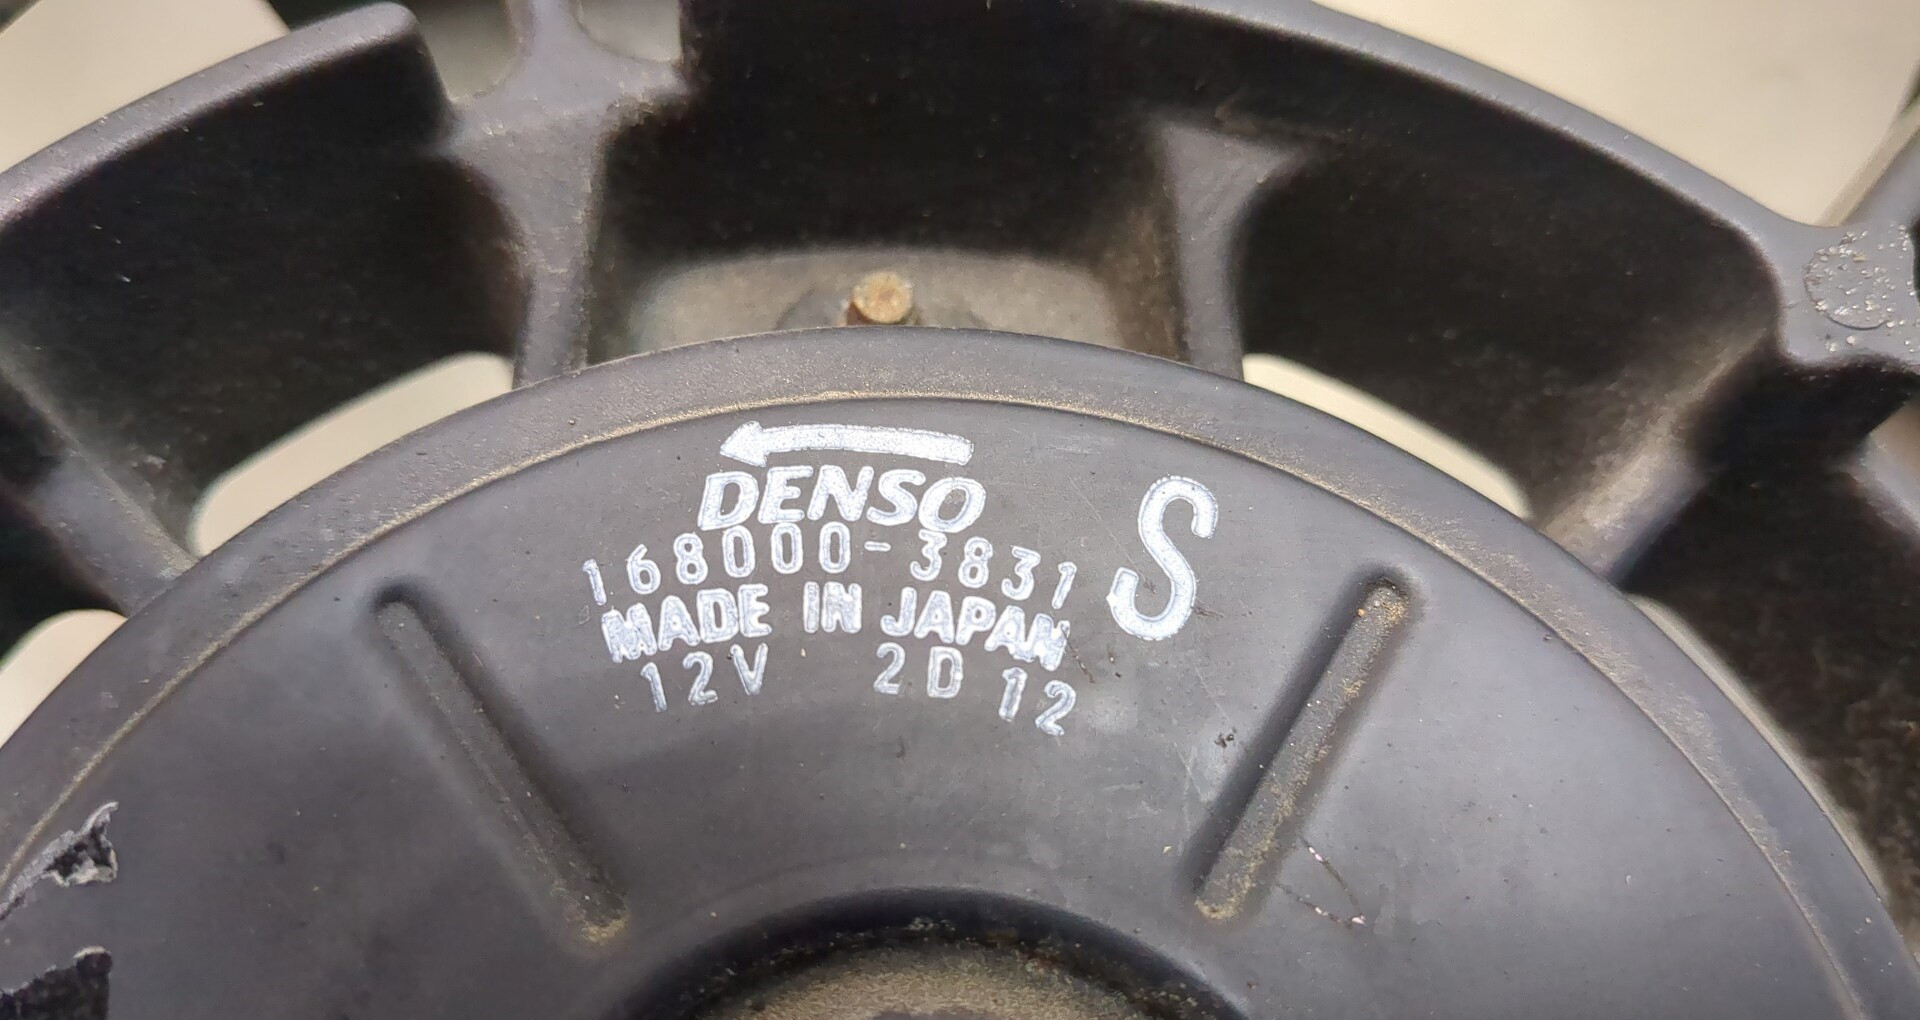 DENSO
168000-3831
S
MADE IN JAPAN
12V 2D 12